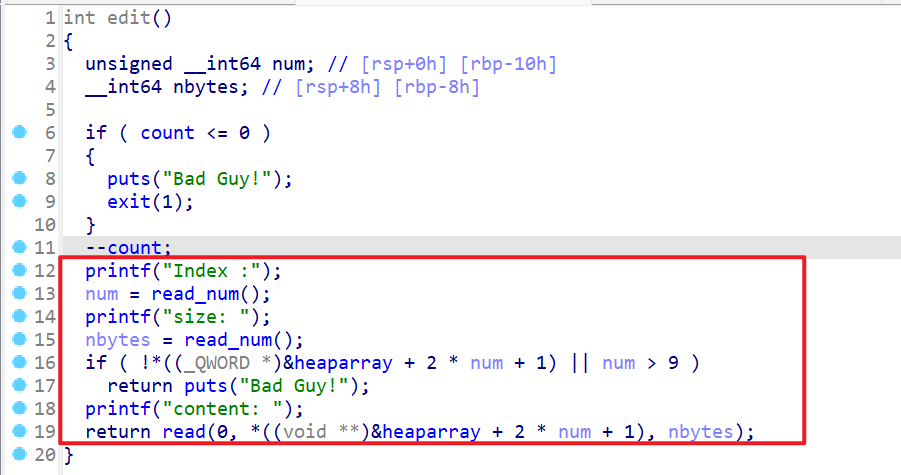 1 int edit()
2 {
3 unsigned __int64 num; // [rsp+0h] [rbp-10h]
4 __int64 nbytes; // [rsp+8h] [rbp-8h]
5
6 if ( count <= 0 )
7 {
8 puts("Bad Guy!");
9 exit(1);
10 }
11 --count;
12 printf("Index :");
13 num = read_num();
14 printf("size: ");
15 nbytes = read_num();
16 if ( !*((_QWORD *)&heaparray + 2 * num + 1) || num > 9 )
17 return puts("Bad Guy!");
18 printf("content: ");
19 return read(0, *((void **)&heaparray + 2 * num + 1), nbytes);
20 }